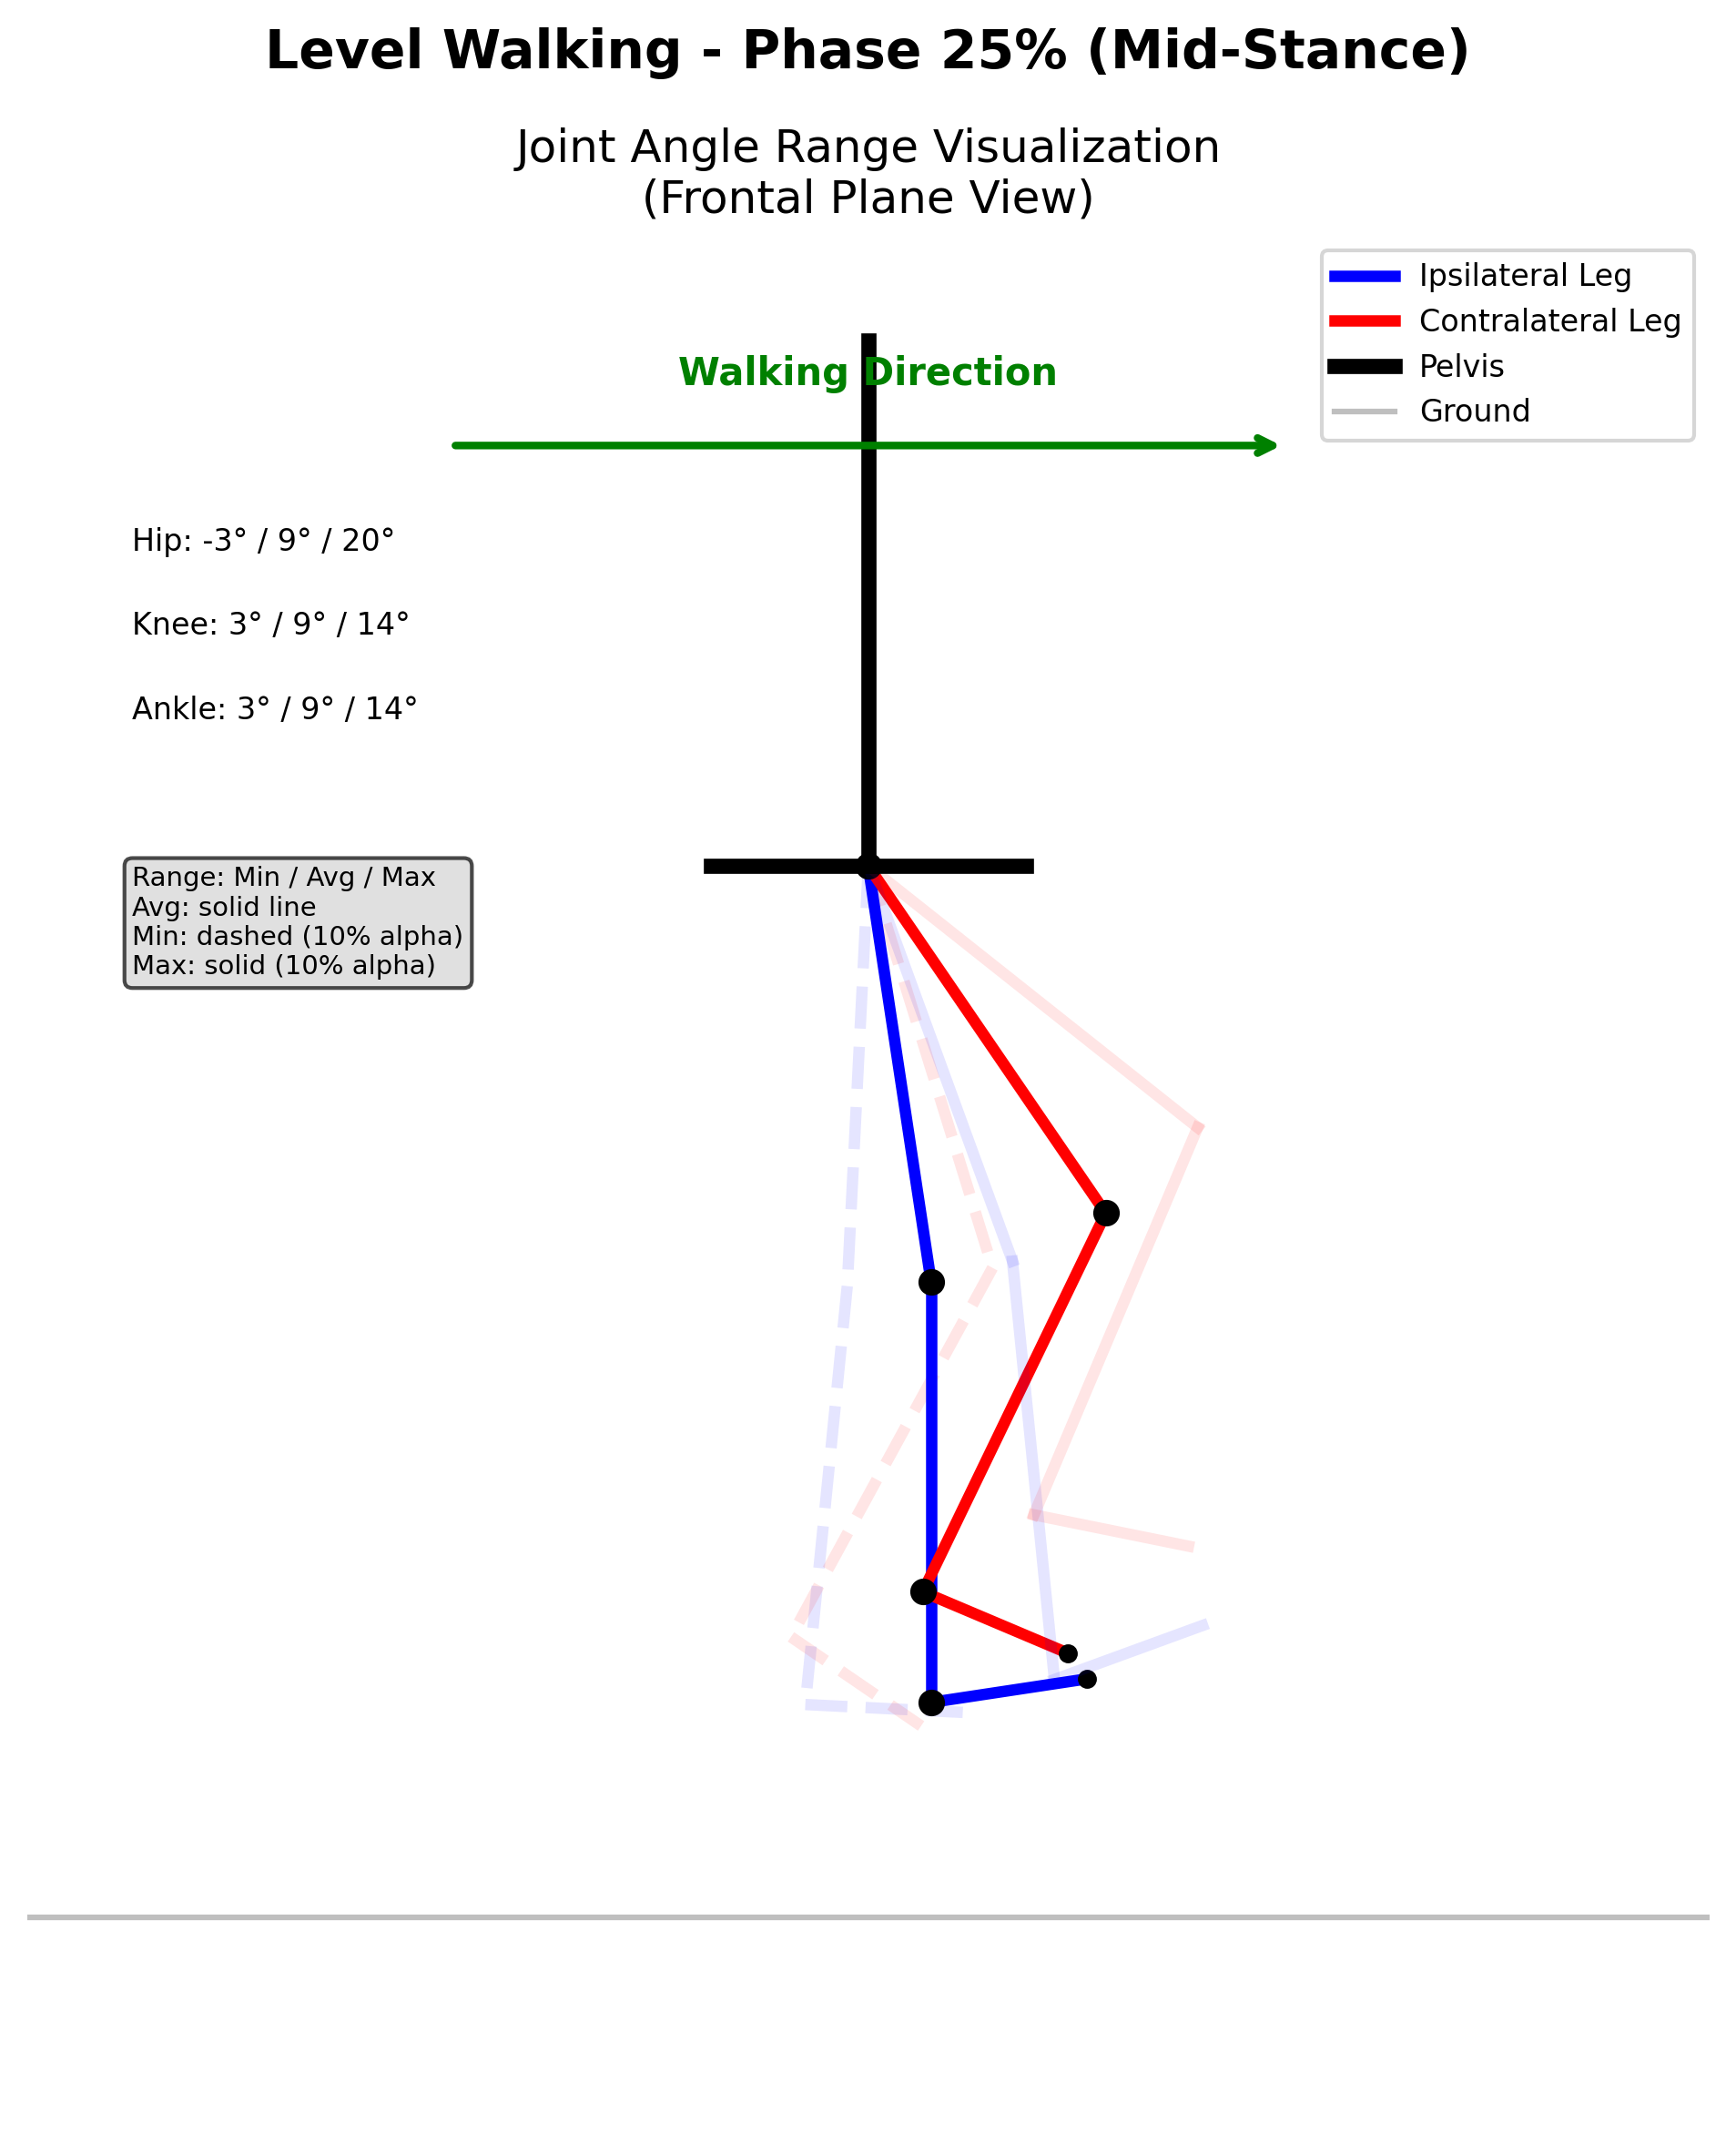 Level Walking - Phase 25% (Mid-Stance)
Joint Angle Range Visualization
(Frontal Plane View)
Ipsilateral Leg
Contralateral Leg
Pelvis
Ground
Walking Direction
Hip: -3° / 9° / 20°
Knee: 3° / 9° / 14°
Ankle: 3° / 9° / 14°
Range: Min / Avg / Max
Avg: solid line
Min: dashed (10% alpha)
Max: solid (10% alpha)